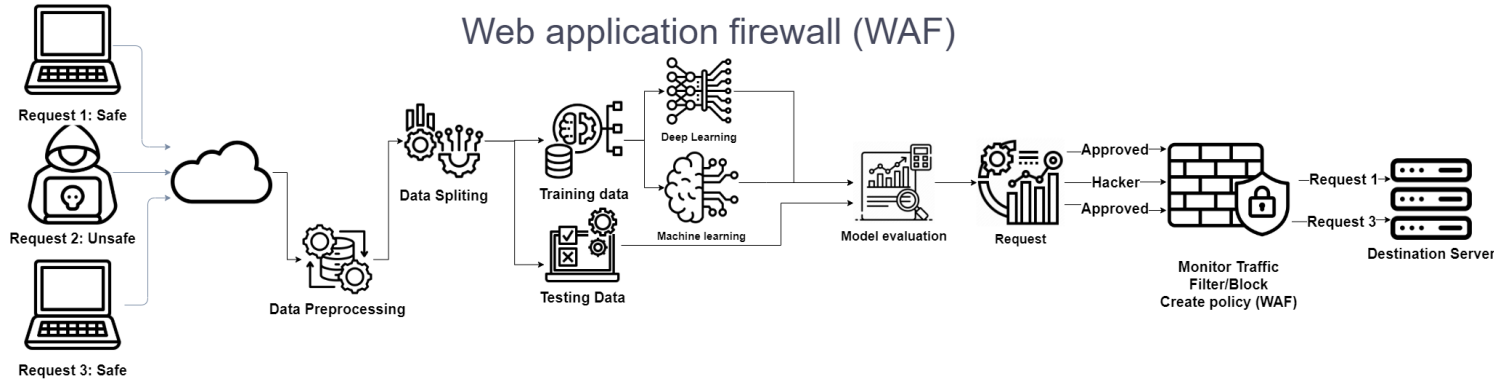 Web application firewall (WAF)
Request 1: Safe
Request 2: Unsafe
Request 3: Safe
Data Preprocessing
Data Spliting
Training data
Testing Data
Deep Learning
Machine learning
Model evaluation
Request
Approved
Hacker
Approved
Monitor Traffic
Filter/Block
Create policy (WAF)
Request 1
Request 3
Destination Server